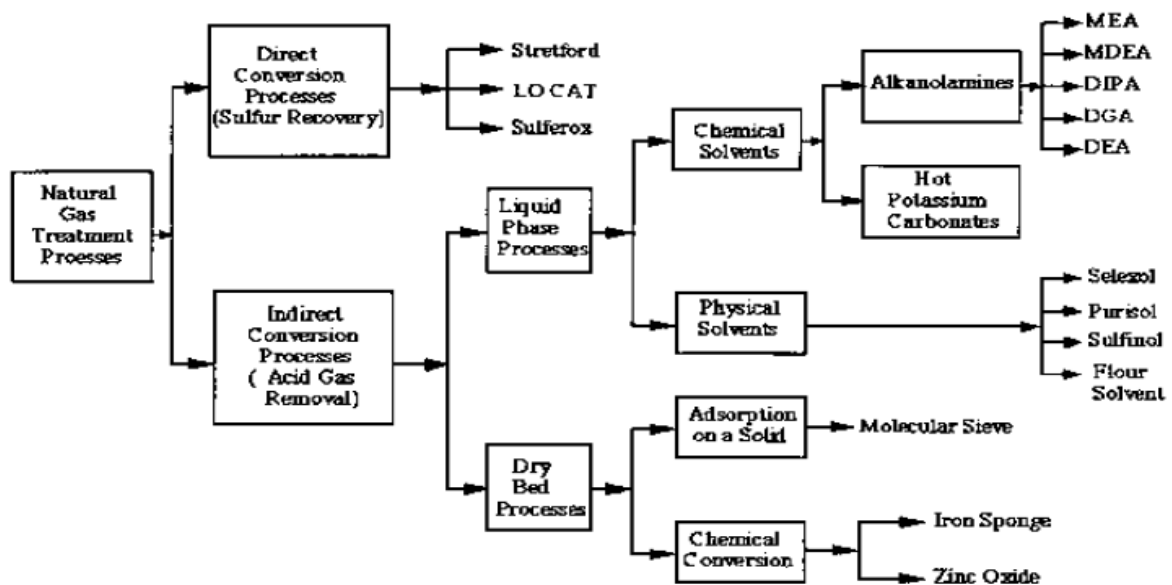 Natural
Gas
Treatment
Proesses
Direct
Conversion
Processes
(Sulfur Recovery)
Stretford
LO CAT
Sulferox
Indirect
Conversion
Processes
( Acid Gas
Removal)
Liquid
Phase
Processes
Chemical
Solvents
Alkanolamines
MEA
MDEA
DIPA
DGA
DEA
Hot
Potassium
Carbonates
Physical
Solvents
Selexol
Purisol
Sulfinol
Flour
Solvent
Dry
Bed
Processes
Adsorption
on a Solid
Molecular Sieve
Chemical
Conversion
Iron Sponge
Zinc Oxide